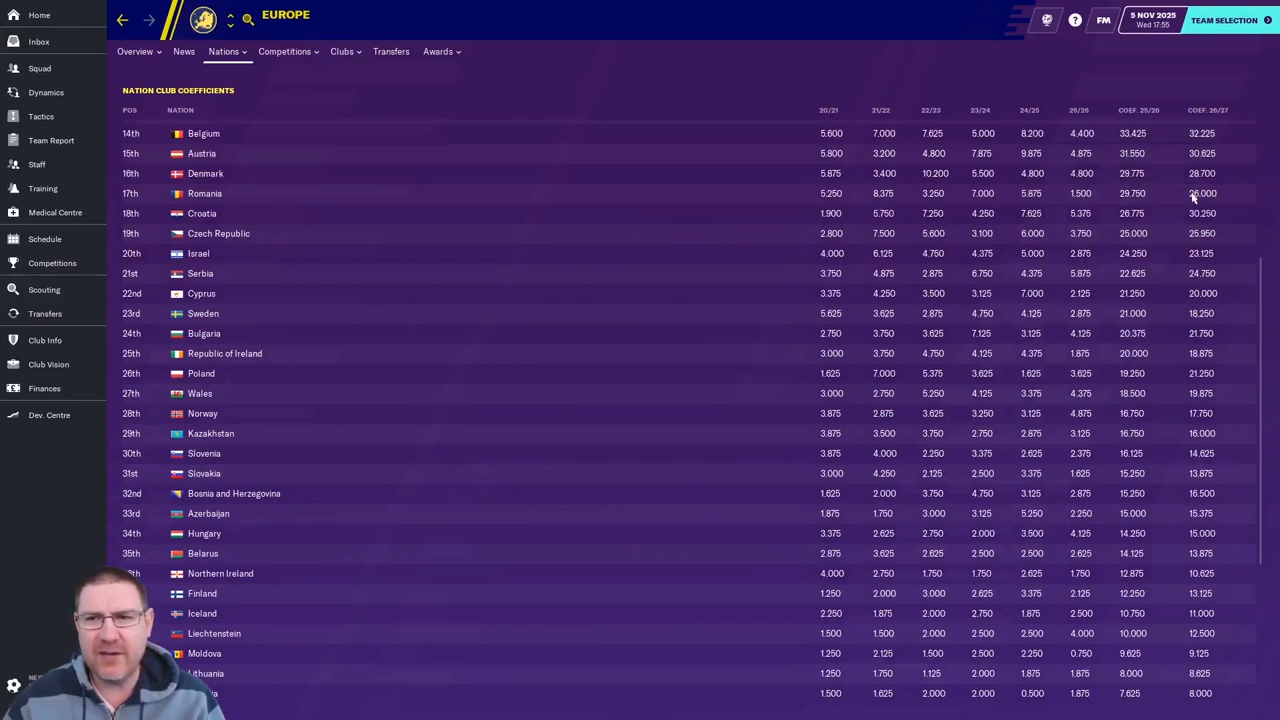 Home
EUROPE
5 NOV 2025
Wed 17:55
FM
TEAM SELECTION
Inbox
Squad
Dynamics
Tactics
Team Report
Staff
Training
Medical Centre
Schedule
Competitions
Scouting
Transfers
Club Info
Club Vision
Finances
Dev. Centre
Overview News Nations Competitions Clubs Transfers Awards
NATION CLUB COEFFICIENTS
POS NATION 20/21 21/22 22/23 23/24 24/25 25/26 COEF. 25/26 COEF. 26/27
14th Belgium 5.600 7.000 7.625 5.000 8.200 4.400 33.425 32.225
15th Austria 5.800 3.200 4.800 7.875 9.875 4.875 31.550 30.625
16th Denmark 5.875 3.400 10.200 5.500 4.800 4.800 29.775 28.700
17th Romania 5.250 8.375 3.250 7.000 5.875 1.500 29.750 26.000
18th Croatia 1.900 5.750 7.250 4.250 7.625 5.375 26.775 30.250
19th Czech Republic 2.800 7.500 5.600 3.100 6.000 3.750 25.000 25.950
20th Israel 4.000 6.125 4.750 4.375 5.000 2.875 24.250 23.125
21st Serbia 3.750 4.875 2.875 6.750 4.375 5.875 22.625 24.750
22nd Cyprus 3.375 4.250 3.500 3.125 7.000 2.125 21.250 20.000
23rd Sweden 5.625 3.625 2.875 4.750 4.125 2.875 21.000 18.250
24th Bulgaria 2.750 3.750 3.625 7.125 3.125 4.125 20.375 21.750
25th Republic of Ireland 3.000 3.750 4.750 4.125 4.375 1.875 20.000 18.875
26th Poland 1.625 7.000 5.375 3.625 1.625 3.625 19.250 21.250
27th Wales 3.000 2.750 5.250 4.125 3.375 4.375 18.500 19.875
28th Norway 3.875 2.875 3.625 3.250 3.125 4.875 16.750 17.750
29th Kazakhstan 3.875 3.500 3.750 2.750 2.875 3.125 16.750 16.000
30th Slovenia 3.875 4.000 2.250 3.375 2.625 2.375 16.125 14.625
31st Slovakia 3.000 4.250 2.125 2.500 3.375 1.625 15.250 13.875
32nd Bosnia and Herzegovina 1.625 2.000 3.750 4.750 3.125 2.875 15.250 16.500
33rd Azerbaijan 1.875 1.750 3.000 3.125 5.250 2.250 15.000 15.375
34th Hungary 3.375 2.625 2.750 2.000 3.500 4.125 14.250 15.000
35th Belarus 2.875 3.625 2.625 2.500 2.500 2.625 14.125 13.875
Northern Ireland 4.000 2.750 1.750 1.750 2.625 1.750 12.875 10.625
Finland 1.250 2.000 3.000 2.625 3.375 2.125 12.250 13.125
Iceland 2.250 1.875 2.000 2.750 1.875 2.500 10.750 11.000
Liechtenstein 1.500 1.500 2.000 2.500 2.500 4.000 10.000 12.500
Moldova 1.250 2.125 1.500 2.500 2.250 0.750 9.625 9.125
Lithuania 1.250 1.750 1.125 2.000 1.875 1.875 8.000 8.625
1.500 1.625 2.000 2.000 0.500 1.875 7.625 8.000